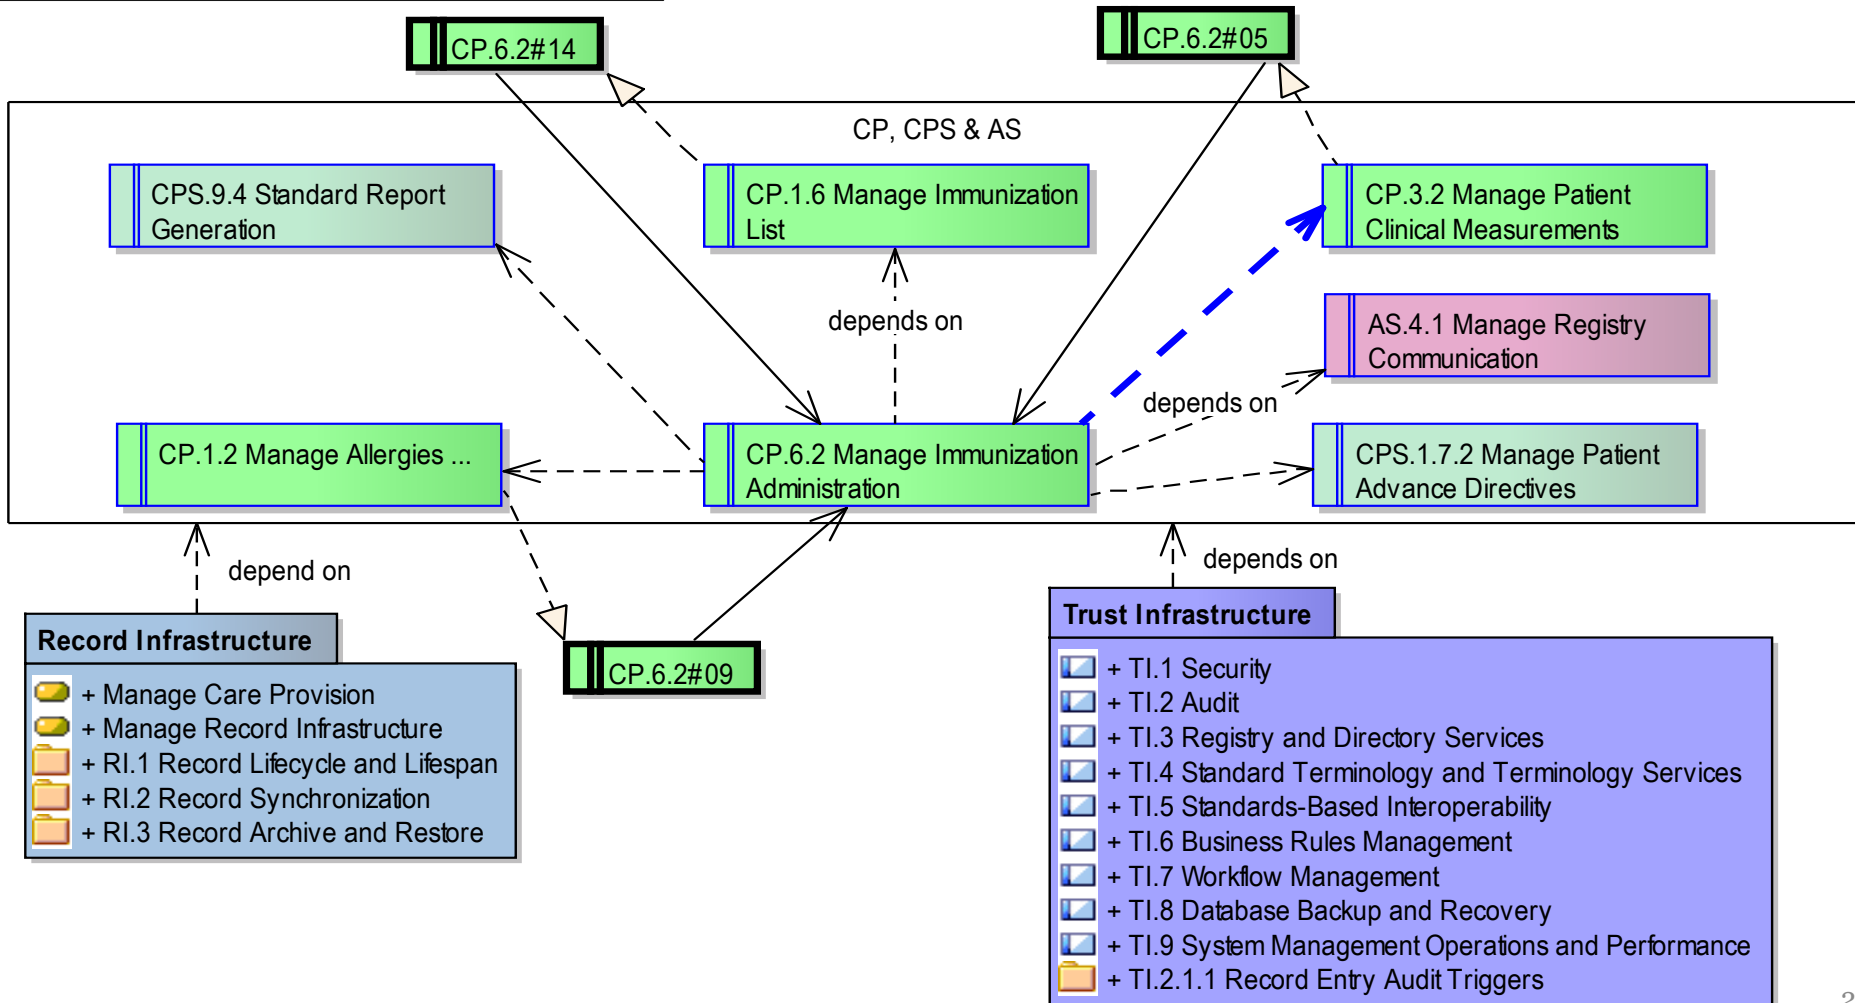 CP.6.2#14
CP.6.2#05
CP, CPS & AS
CPS.9.4 Standard Report
Generation
CP.1.6 Manage Immunization
List
CP.3.2 Manage Patient
Clinical Measurements
depends on
AS.4.1 Manage Registry
Communication
depends on
CP.1.2 Manage Allergies ...
CP.6.2 Manage Immunization
Administration
CPS.1.7.2 Manage Patient
Advance Directives
depend on
depends on
Record Infrastructure
+ Manage Care Provision
+ Manage Record Infrastructure
+ RI.1 Record Lifecycle and Lifespan
+ RI.2 Record Synchronization
+ RI.3 Record Archive and Restore
CP.6.2#09
Trust Infrastructure
+ TI.1 Security
+ TI.2 Audit
+ TI.3 Registry and Directory Services
+ TI.4 Standard Terminology and Terminology Services
+ TI.5 Standards-Based Interoperability
+ TI.6 Business Rules Management
+ TI.7 Workflow Management
+ TI.8 Database Backup and Recovery
+ TI.9 System Management Operations and Performance
+ TI.2.1.1 Record Entry Audit Triggers